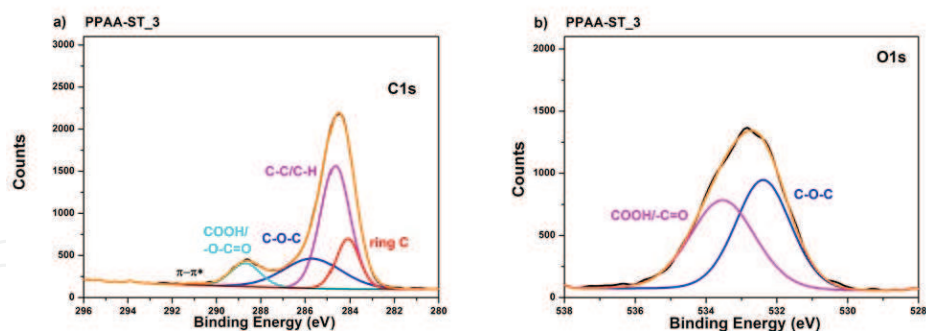 a) PPAA-ST_3
C1s
Counts
3000
2500
2000
1500
1000
500
0
C-C/C-H
COOH/
-O-C=O
C-O-C
ring C
π-π*
296 294 292 290 288 286 284 282 280
Binding Energy (eV)
b) PPAA-ST_3
O1s
Counts
2000
1500
1000
500
0
COOH/-C=O
C-O-C
538 536 534 532 530 528
Binding Energy (eV)